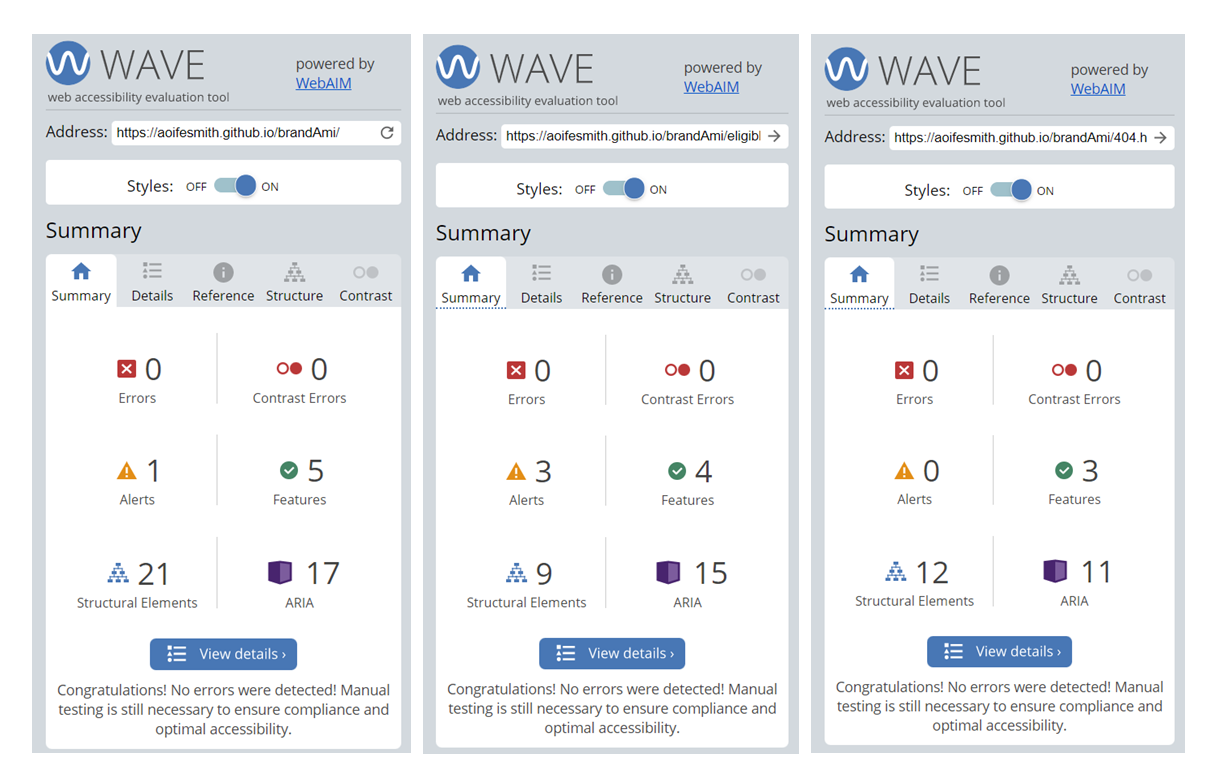 WAVE
powered by
WebAIM
web accessibility evaluation tool
Address: https://aoifesmith.github.io/brandAmi/
Styles: OFF ON
Summary
Summary Details Reference Structure Contrast
0 0
Errors Contrast Errors
1 5
Alerts Features
21 17
Structural Elements ARIA
View details ›
Congratulations! No errors were detected! Manual
testing is still necessary to ensure compliance and
optimal accessibility.
WAVE
powered by
WebAIM
web accessibility evaluation tool
Address: https://aoifesmith.github.io/brandAmi/eligibl
Styles: OFF ON
Summary
Summary Details Reference Structure Contrast
0 0
Errors Contrast Errors
3 4
Alerts Features
9 15
Structural Elements ARIA
View details ›
Congratulations! No errors were detected! Manual
testing is still necessary to ensure compliance and
optimal accessibility.
WAVE
powered by
WebAIM
web accessibility evaluation tool
Address: https://aoifesmith.github.io/brandAmi/404.h
Styles: OFF ON
Summary
Summary Details Reference Structure Contrast
0 0
Errors Contrast Errors
0 3
Alerts Features
12 11
Structural Elements ARIA
View details ›
Congratulations! No errors were detected! Manual
testing is still necessary to ensure compliance and
optimal accessibility.